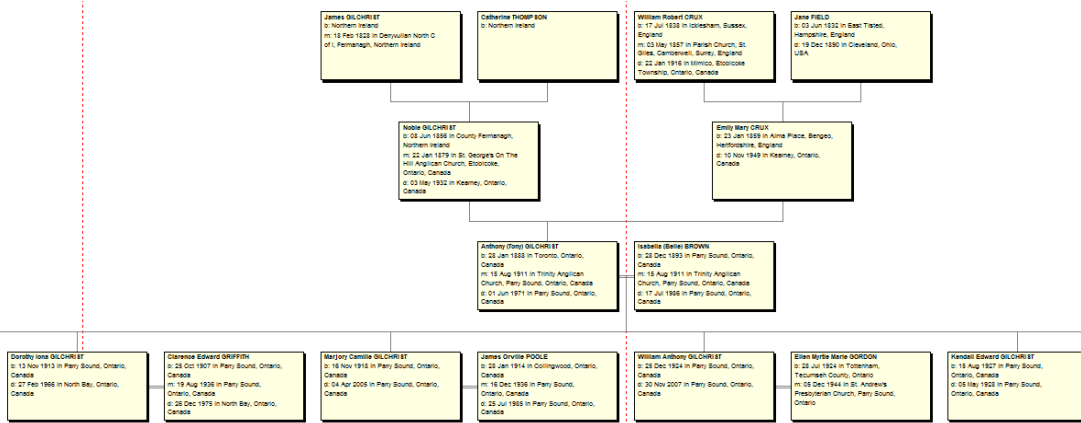 James GILCHRIST
b: Northern Ireland
m: 18 Feb 1828 in Derryvullan North C
of I, Fermanagh, Northern Ireland
Catherine THOMPSON
b: Northern Ireland
William Robert CRUX
b: 17 Jul 1838 in Icklesham, Sussex,
England
m: 03 May 1857 in Parish Church, St.
Giles, Camberwell, Surrey, England
d: 22 Jan 1916 in Mimico, Etobicoke
Township, Ontario, Canada
Jane FIELD
b: 03 Jun 1832 in East Tisted,
Hampshire, England
d: 19 Dec 1890 in Cleveland, Ohio,
USA
Noble GILCHRIST
b: 08 Jun 1856 in County Fermanagh,
Northern Ireland
m: 22 Jan 1879 in St. George's On The
Hill Anglican Church, Etobicoke,
Ontario, Canada
d: 03 May 1932 in Kearney, Ontario,
Canada
Emily Mary CRUX
b: 23 Jan 1859 in Alma Place, Bengeo,
Hertfordshire, England
d: 10 Nov 1949 in Kearney, Ontario,
Canada
Anthony (Tony) GILCHRIST
b: 28 Jan 1888 in Toronto, Ontario,
Canada
m: 15 Aug 1911 in Trinity Anglican
Church, Parry Sound, Ontario, Canada
d: 01 Jun 1971 in Parry Sound, Ontario,
Canada
Isabella (Belle) BROWN
b: 28 Dec 1893 in Parry Sound, Ontario,
Canada
m: 15 Aug 1911 in Trinity Anglican
Church, Parry Sound, Ontario, Canada
d: 17 Jul 1986 in Parry Sound, Ontario,
Canada
Dorothy Iona GILCHRIST
b: 13 Nov 1913 in Parry Sound, Ontario,
Canada
d: 27 Feb 1966 in North Bay, Ontario,
Canada
Clarence Edward GRIFFITH
b: 25 Oct 1907 in Parry Sound, Ontario,
Canada
m: 19 Aug 1936 in Parry Sound,
Ontario, Canada
d: 26 Dec 1975 in North Bay, Ontario,
Canada
Marjory Camille GILCHRIST
b: 16 Nov 1918 in Parry Sound, Ontario,
Canada
d: 04 Apr 2005 in Parry Sound, Ontario,
Canada
James Orville POOLE
b: 28 Jan 1914 in Collingwood, Ontario,
Canada
m: 16 Dec 1936 in Parry Sound,
Ontario, Canada
d: 25 Jul 1985 in Parry Sound, Ontario,
Canada
William Anthony GILCHRIST
b: 25 Dec 1924 in Parry Sound, Ontario,
Canada
d: 30 Nov 2007 in Parry Sound, Ontario,
Canada
Ellen Myrtle Marie GORDON
b: 28 Jul 1924 in Tottenham,
Tecumseh County, Ontario
m: 05 Dec 1944 in St. Andrew's
Presbyterian Church, Parry Sound,
Ontario
Kendall Edward GILCHRIST
b: 15 Aug 1927 in Parry Sound,
Ontario, Canada
d: 05 May 1928 in Parry Sound,
Ontario, Canada